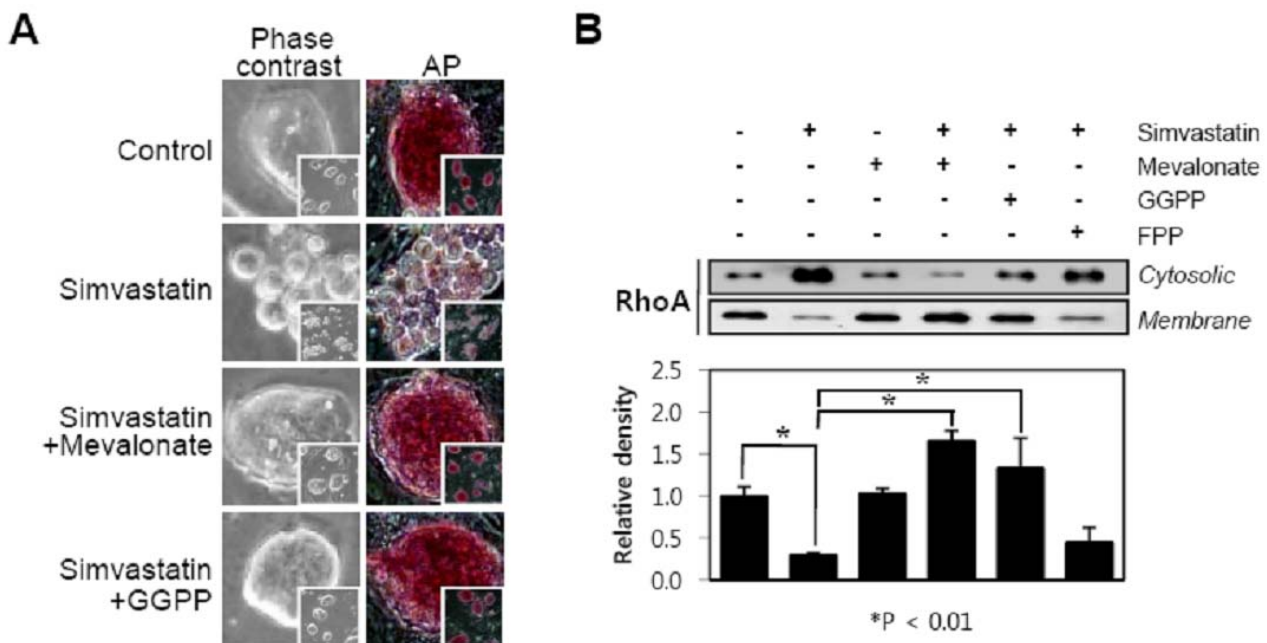 A
Phase
contrast
AP
Control
Simvastatin
Simvastatin
+Mevalonate
Simvastatin
+GGPP
B
- + - + + + Simvastatin
- - + + - - Mevalonate
- - - - + - GGPP
- - - - - + FPP
RhoA
Cytosolic
Membrane
Relative density
2.5
2.0
1.5
1.0
0.5
0.0
*
*
*
*P < 0.01